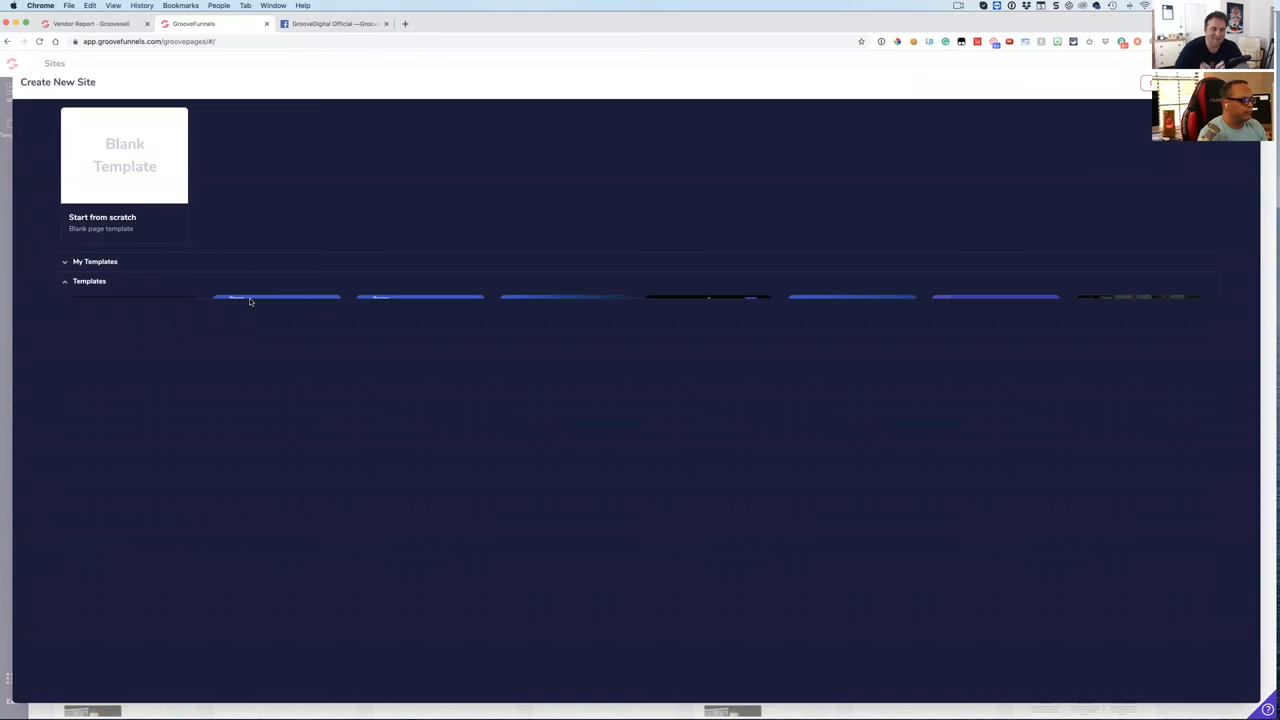 Chrome File Edit View History Bookmarks People Tab Window Help
Vendor Report - Groovesell
GrooveFunnels
GrooveDigital Official —Groov
app.groovefunnels.com/groovepages/#/
Sites
Create New Site
Blank
Template
Start from scratch
Blank page template
My Templates
Templates